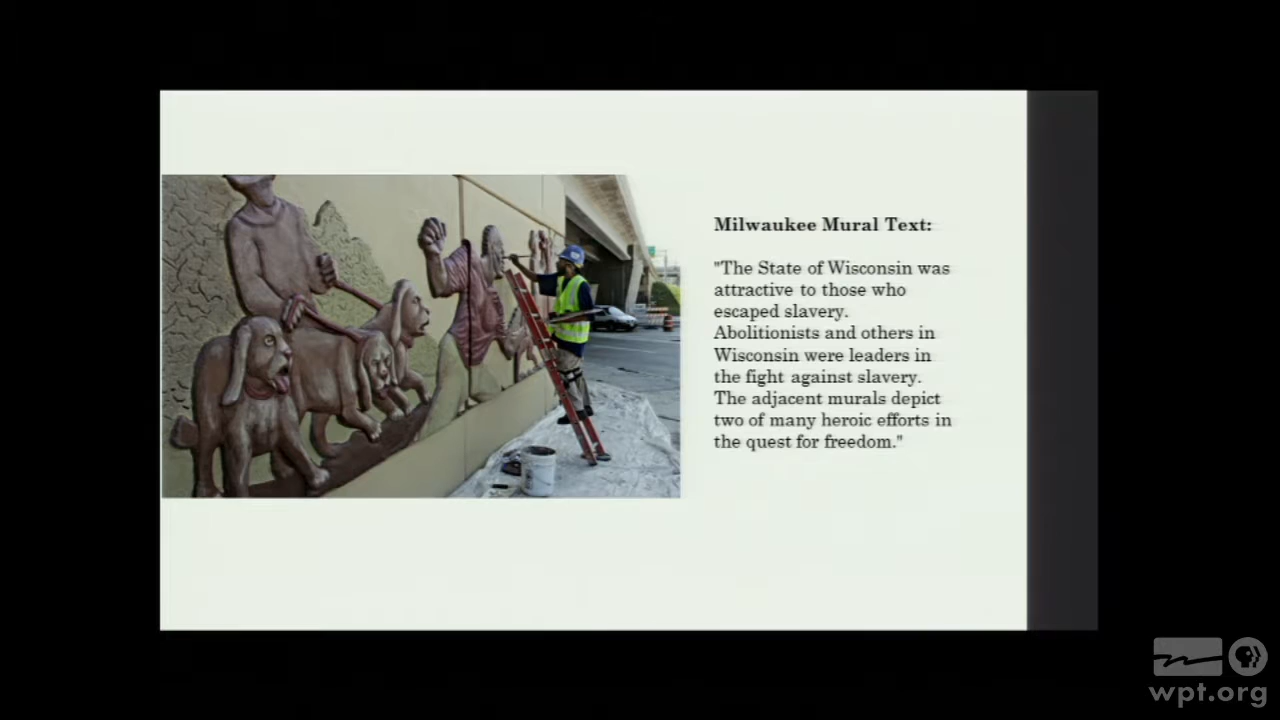 Milwaukee Mural Text:
"The State of Wisconsin was
attractive to those who
escaped slavery.
Abolitionists and others in
Wisconsin were leaders in
the fight against slavery.
The adjacent murals depict
two of many heroic efforts in
the quest for freedom."
wpt.org